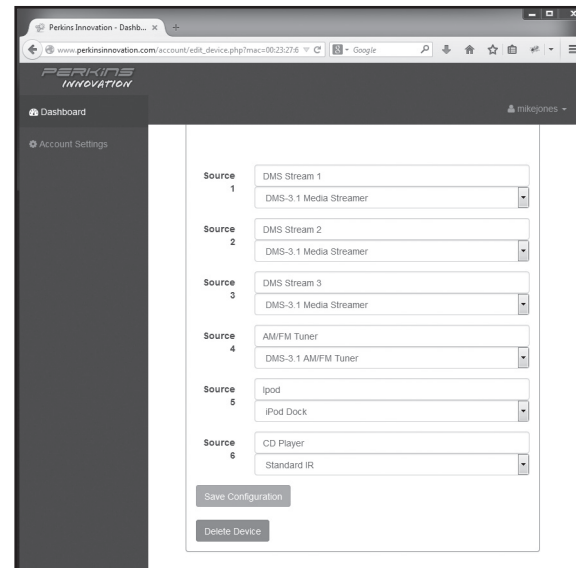 Perkins Innovation - Dashb...
www.perkinsinnovation.com/account/edit_device.php?mac=00:23:27:6
Google
PERKINS
INNOVATION
Dashboard
mikejones
Account Settings
Source
1
DMS Stream 1
DMS-3.1 Media Streamer
Source
2
DMS Stream 2
DMS-3.1 Media Streamer
Source
3
DMS Stream 3
DMS-3.1 Media Streamer
Source
4
AM/FM Tuner
DMS-3.1 AM/FM Tuner
Source
5
Ipod
iPod Dock
Source
6
CD Player
Standard IR
Save Configuration
Delete Device